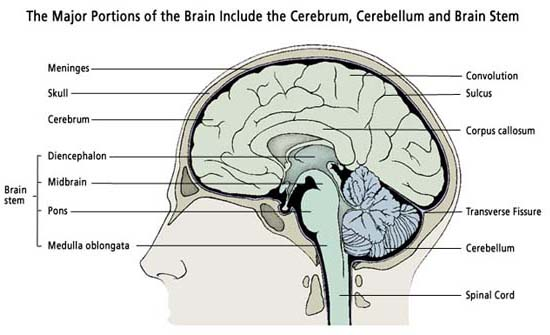 The Major Portions of the Brain Include the Cerebrum, Cerebellum and Brain Stem
Meninges
Skull
Cerebrum
Brain
stem
Diencephalon
Midbrain
Pons
Medulla oblongata
Convolution
Sulcus
Corpus callosum
Transverse Fissure
Cerebellum
Spinal Cord